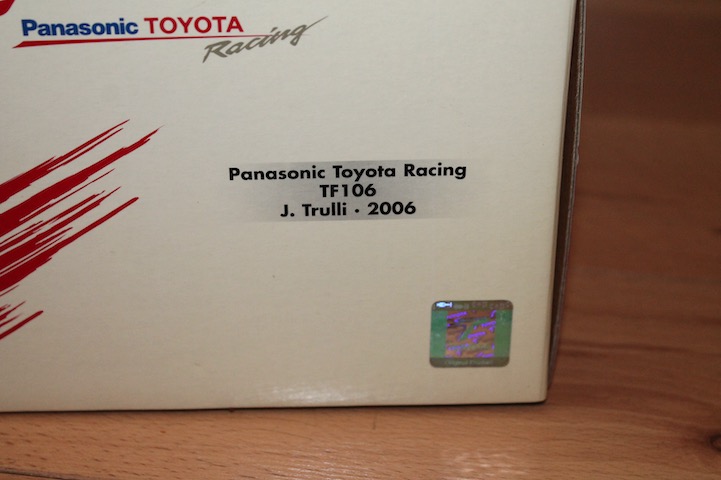 Panasonic TOYOTA
Racing
Panasonic Toyota Racing
TF106
J. Trulli · 2006